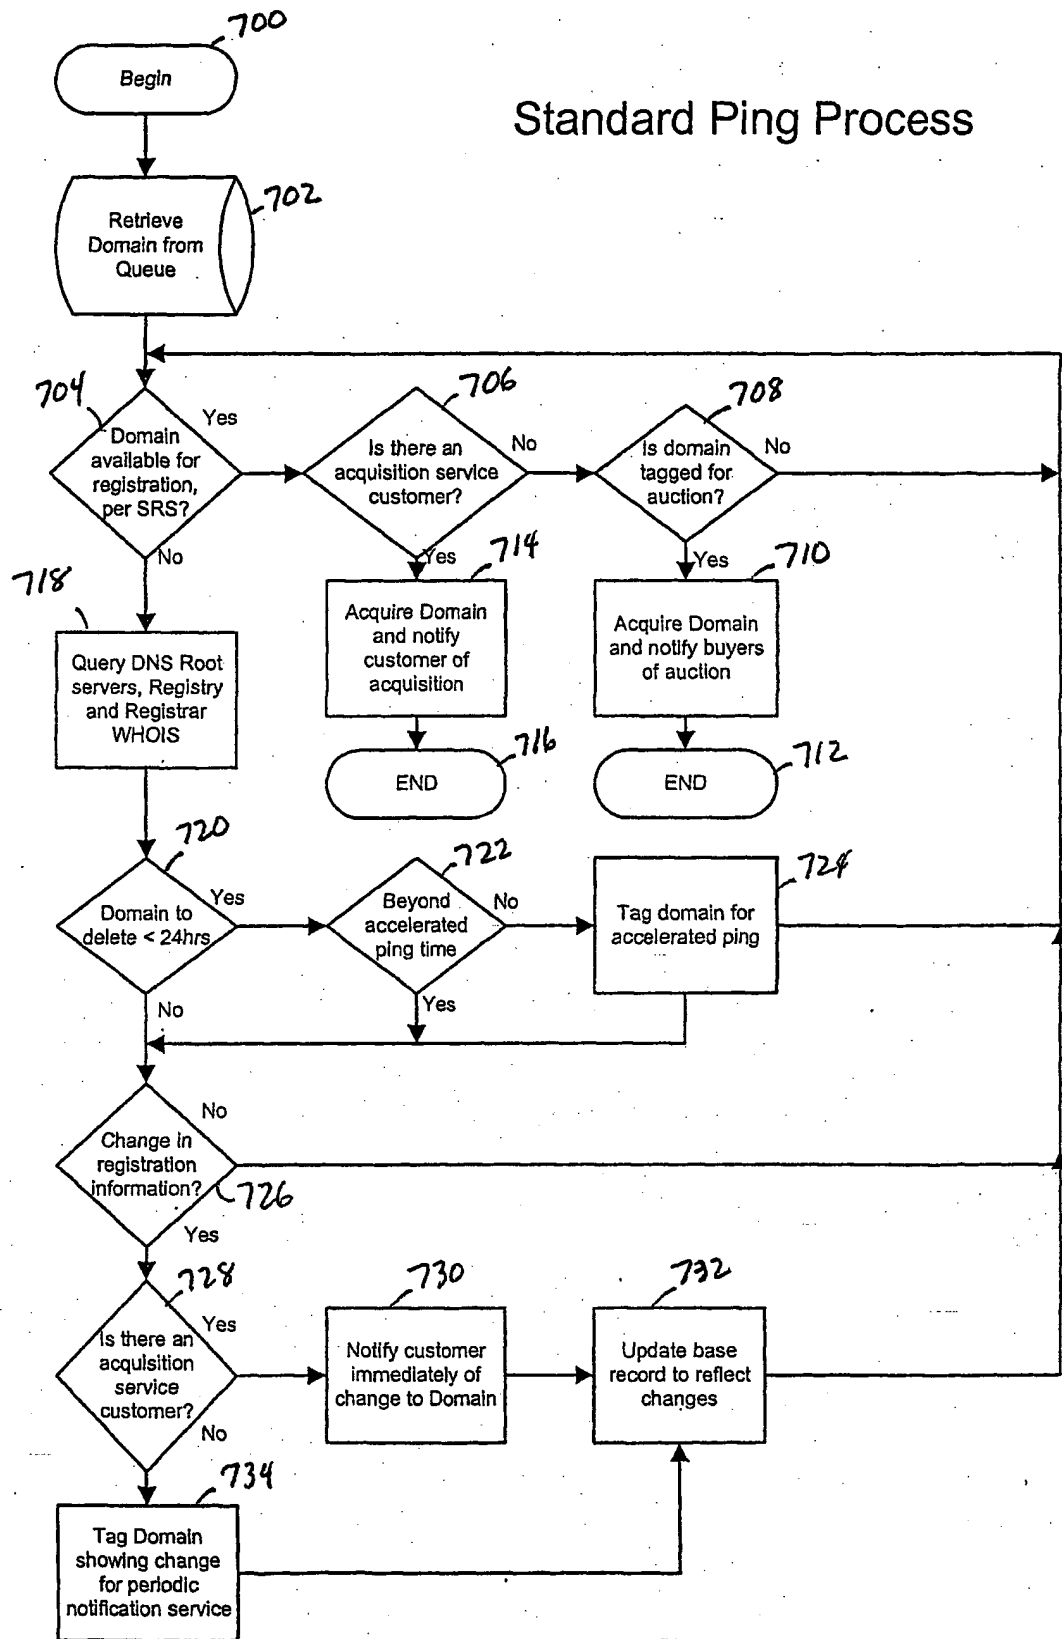 700
Begin
Standard Ping Process
702
Retrieve
Domain from
Queue
704
Yes
Domain
available for
registration,
per SRS?
No
706
Is there an
acquisition service
customer?
No
Yes
708
Is domain
tagged for
auction?
No
Yes
718
Query DNS Root
servers, Registry
and Registrar
WHOIS
714
Acquire Domain
and notify
customer of
acquisition
710
Acquire Domain
and notify buyers
of auction
716
END
712
END
720
Yes
Domain to
delete < 24hrs
No
722
Beyond
accelerated
ping time
No
Yes
724
Tag domain for
accelerated ping
No
Change in
registration
information?
726
Yes
728
Yes
Is there an
acquisition
service
customer?
No
730
Notify customer
immediately of
change to Domain
732
Update base
record to reflect
changes
734
Tag Domain
showing change
for periodic
notification service